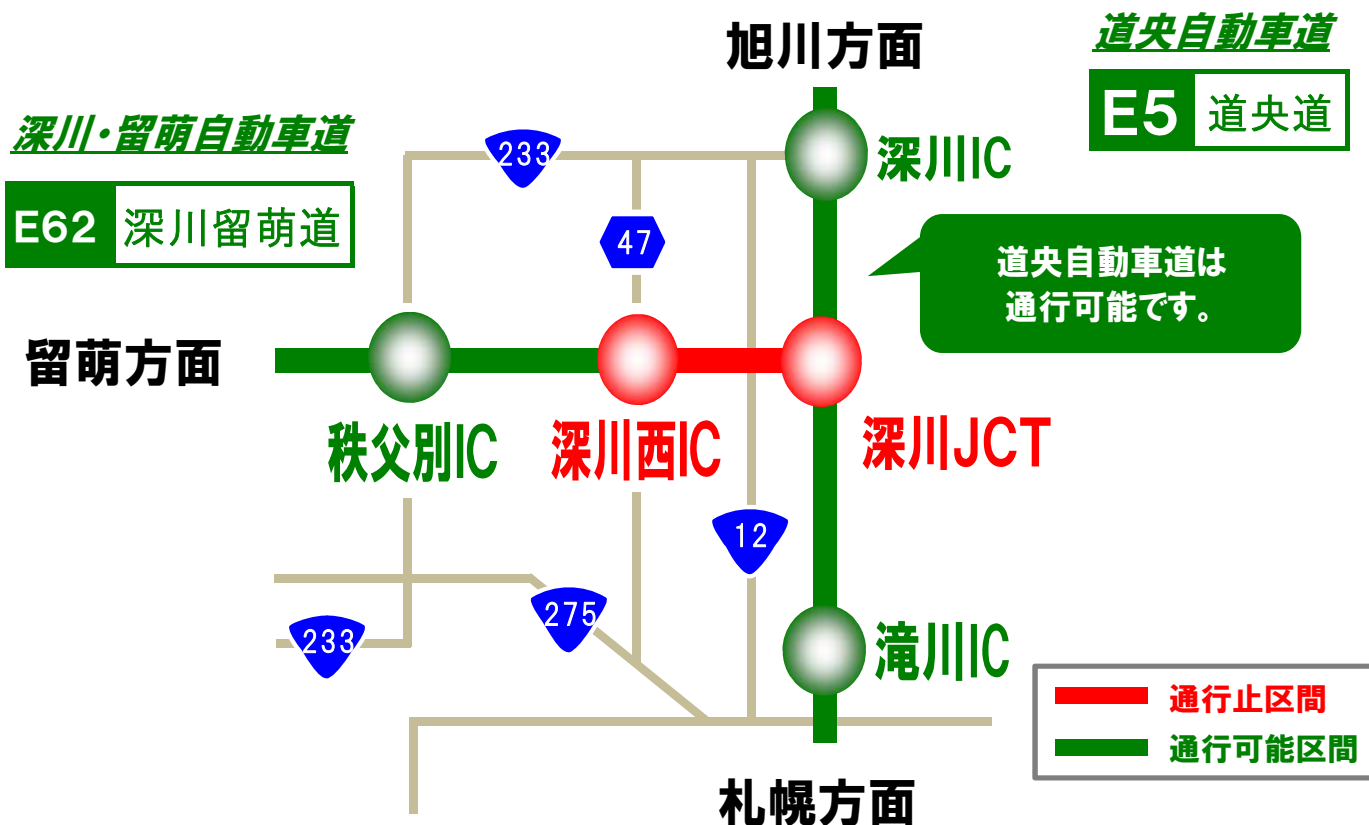 旭川方面
道央自動車道
E5 道央道
深川・留萌自動車道
E62 深川留萌道
233
深川IC
47
道央自動車道は
通行可能です。
留萌方面
秩父別IC
深川西IC
深川JCT
12
275
233
滝川IC
通行止区間
通行可能区間
札幌方面